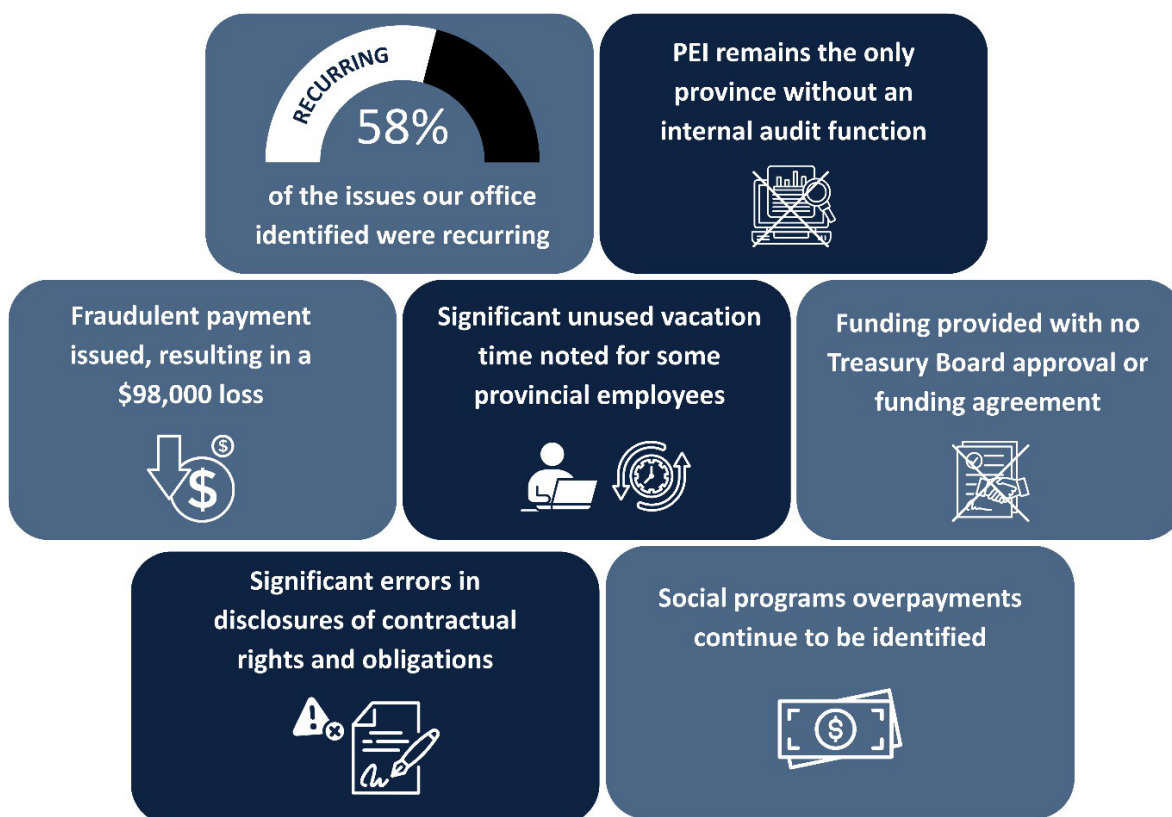 RECURRING
58%
of the issues our office
identified were recurring
PEI remains the only
province without an
internal audit function
Fraudulent payment
issued, resulting in a
$98,000 loss
$
$
Significant unused vacation
time noted for some
provincial employees
Funding provided with no
Treasury Board approval or
funding agreement
Significant errors in
disclosures of contractual
rights and obligations
Social programs overpayments
continue to be identified
$